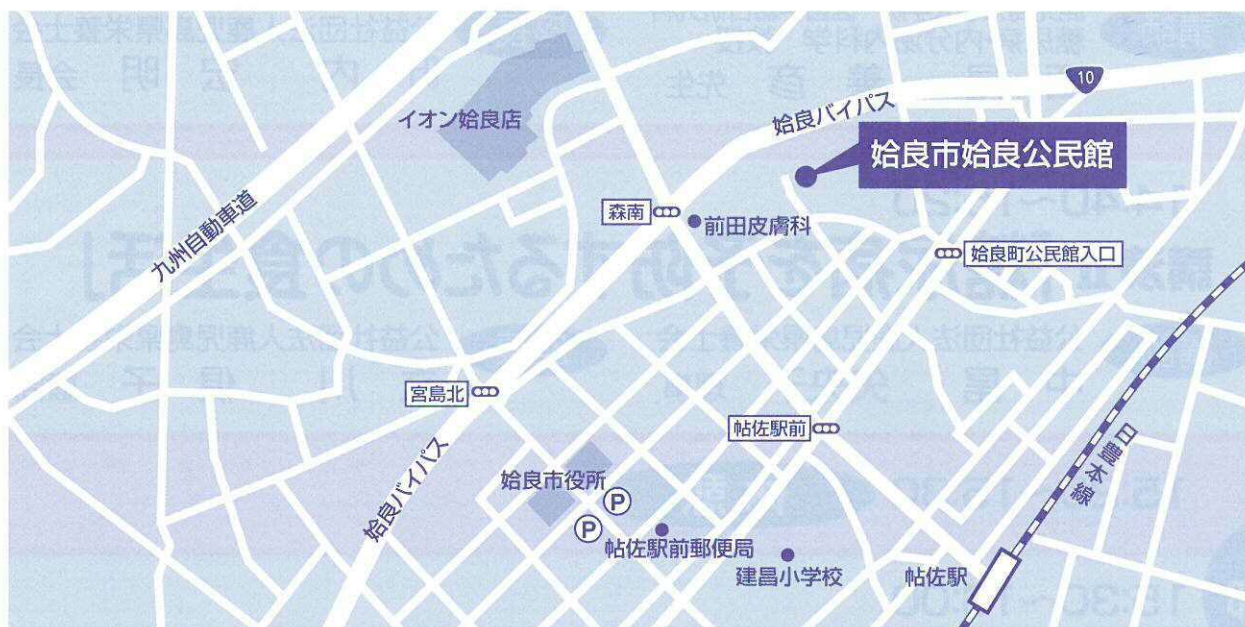 10
イオン姶良店
姶良バイパス
姶良市姶良公民館
森南
前田皮膚科
九州自動車道
姶良町公民館入口
宮島北
帖佐駅前
日豊本線
姶良バイパス
姶良市役所
P
P
帖佐駅前郵便局
建昌小学校
帖佐駅